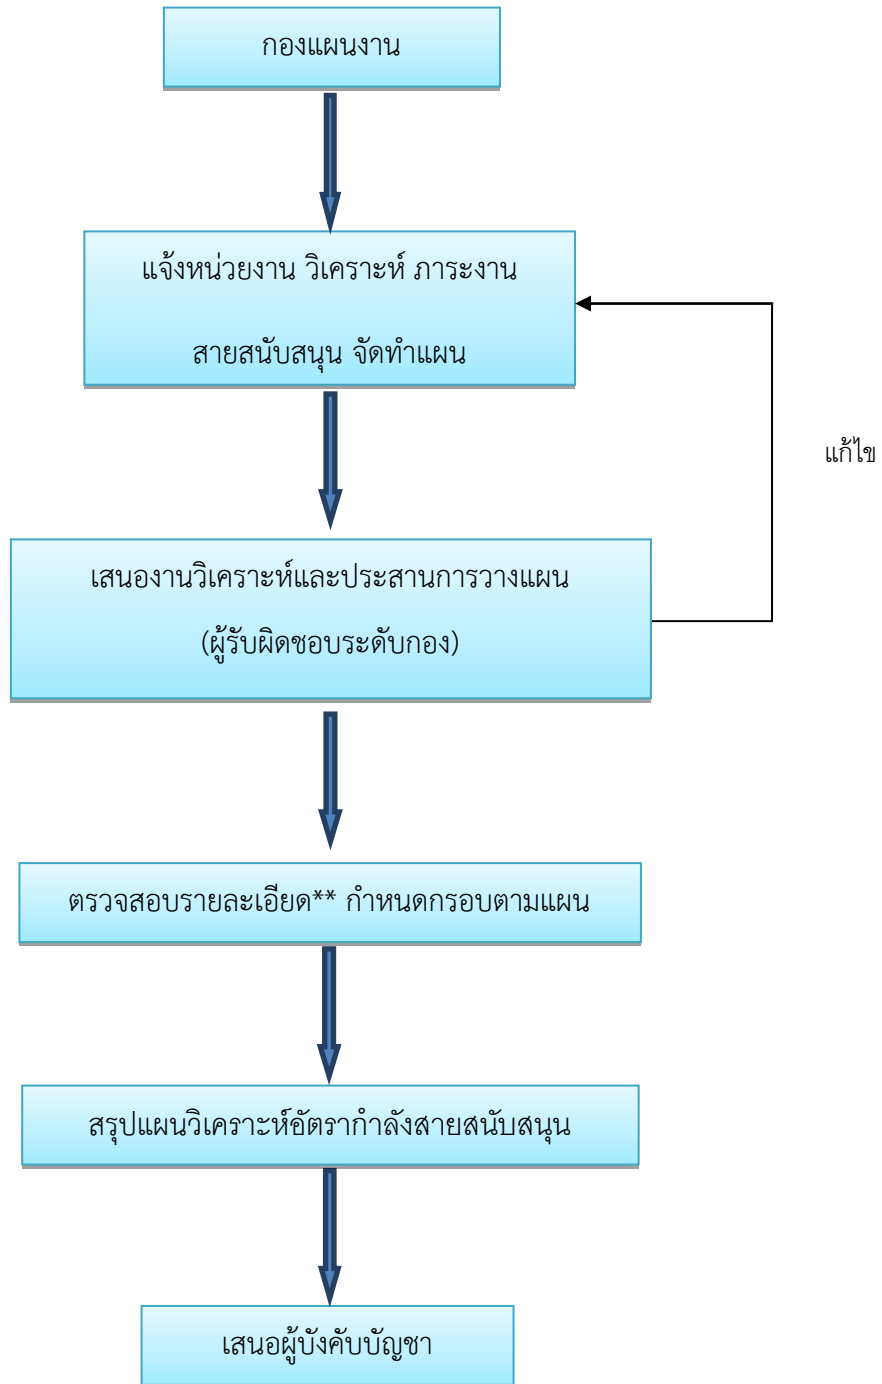 กองแผนงาน
แจ้งหน่วยงาน วิเคราะห์ ภาระงาน
สายสนับสนุน จัดทำแผน
แก้ไข
เสนองานวิเคราะห์และประสานการวางแผน
(ผู้รับผิดชอบระดับกอง)
ตรวจสอบรายละเอียด** กำหนดกรอบตามแผน
สรุปแผนวิเคราะห์อัตรากำลังสายสนับสนุน
เสนอผู้บังคับบัญชา